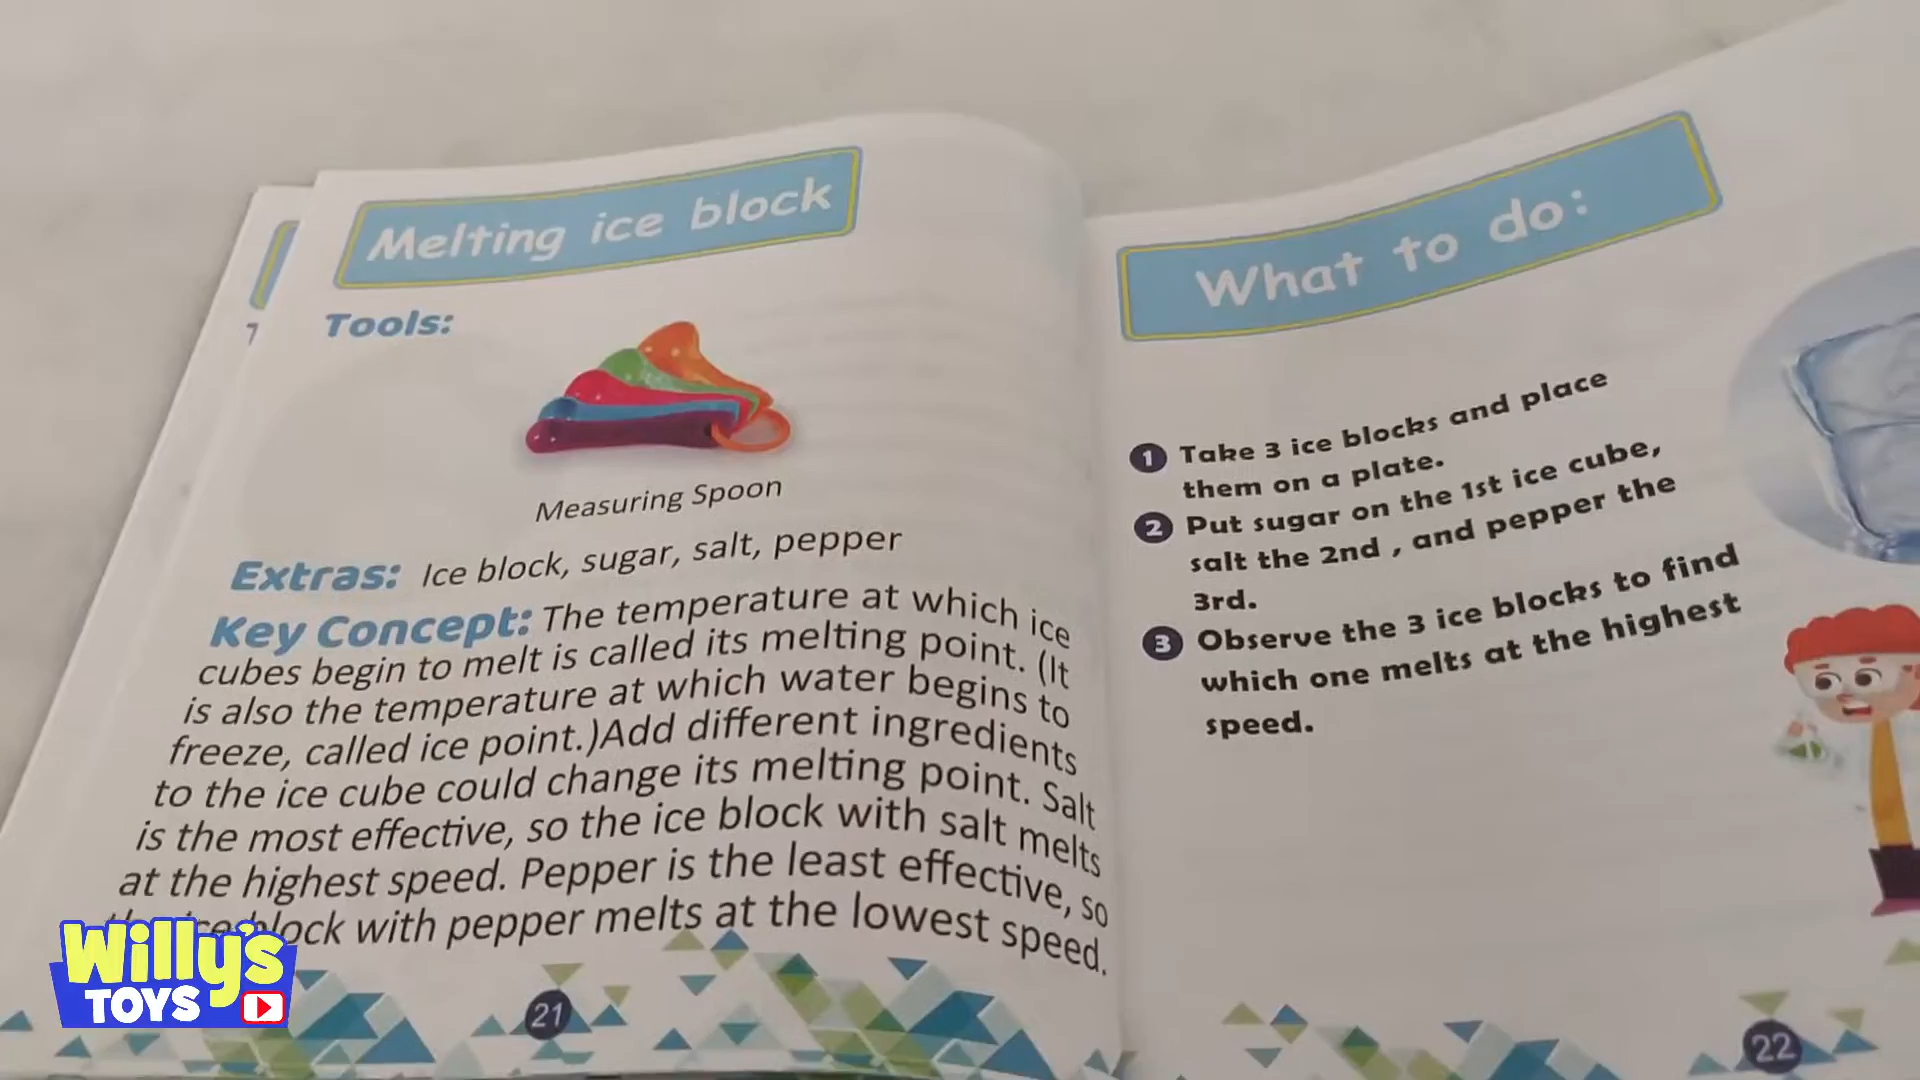 Melting ice block
Tools:
Measuring Spoon
Extras: Ice block, sugar, salt, pepper
Key Concept: The temperature at which ice
cubes begin to melt is called its melting point. (It
is also the temperature at which water begins to
freeze, called ice point.)Add different ingredients
to the ice cube could change its melting point. Salt
is the most effective, so the ice block with salt melts
at the highest speed. Pepper is the least effective, so
the ice block with pepper melts at the lowest speed.
21
What to do:
1 Take 3 ice blocks and place
them on a plate.
2 Put sugar on the 1st ice cube,
salt the 2nd , and pepper the
3rd.
3 Observe the 3 ice blocks to find
which one melts at the highest
speed.
22
Willy's
TOYS